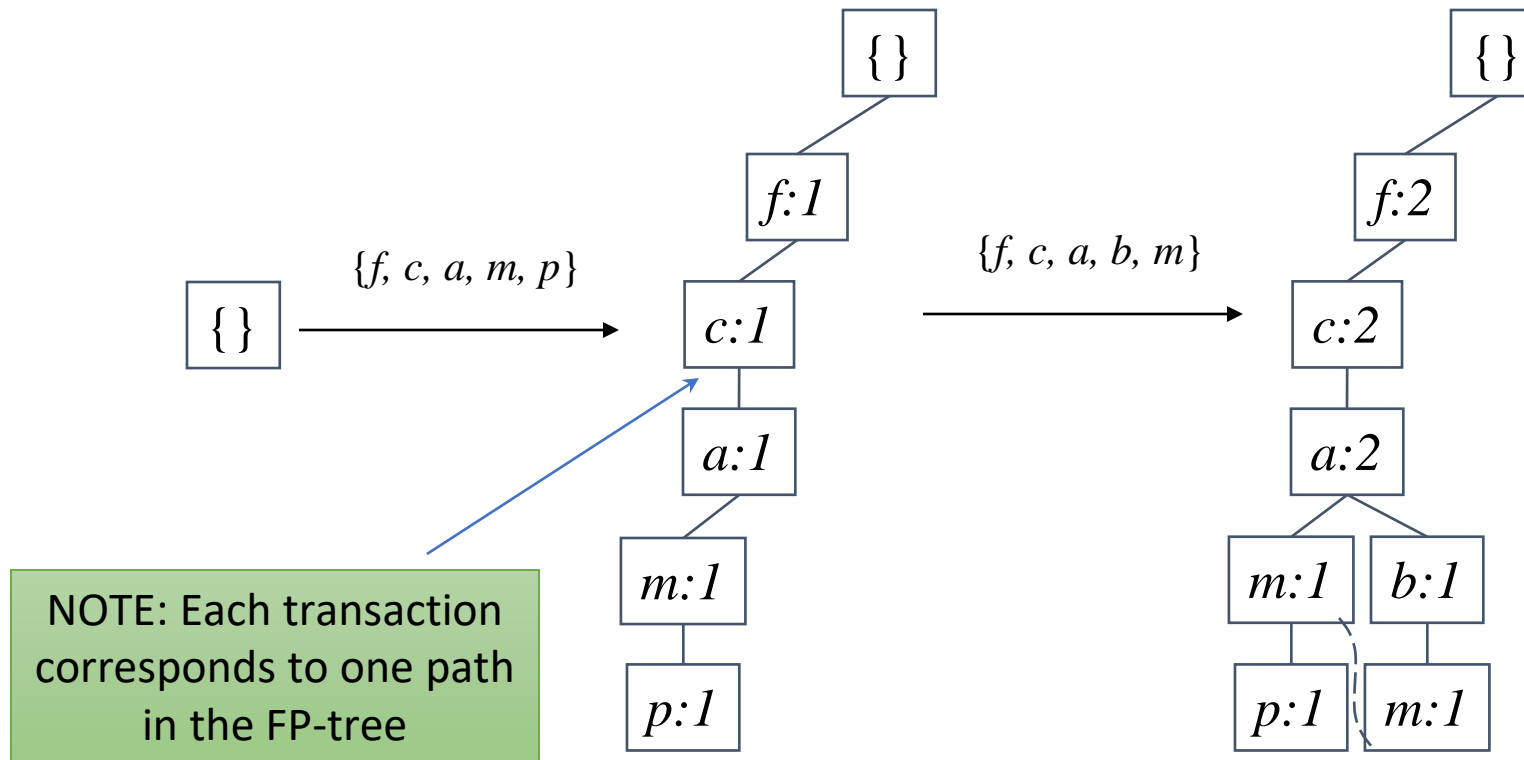 {}
{f, c, a, m, p}
{}
f:1
c:1
a:1
m:1
p:1
{f, c, a, b, m}
{}
f:2
c:2
a:2
m:1 b:1
p:1 m:1
NOTE: Each transaction
corresponds to one path
in the FP-tree